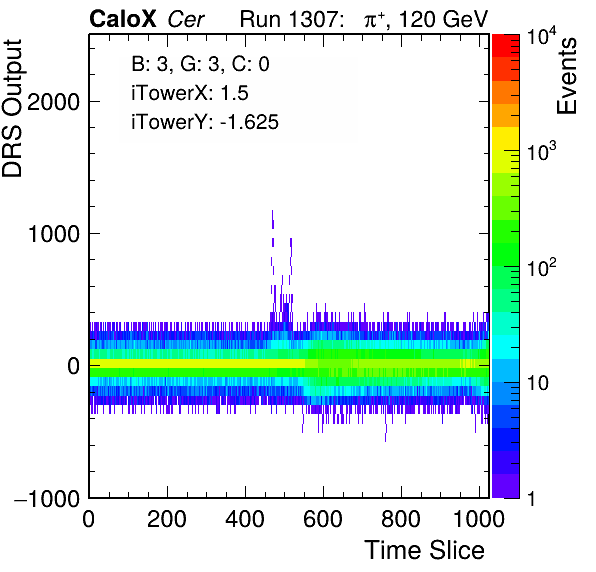 CaloX Cer Run 1307: π⁺, 120 GeV
B: 3, G: 3, C: 0
iTowerX: 1.5
iTowerY: -1.625
DRS Output
2000
1000
0
−1000
0 200 400 600 800 1000
Time Slice
Events
10⁴
10³
10²
10
1